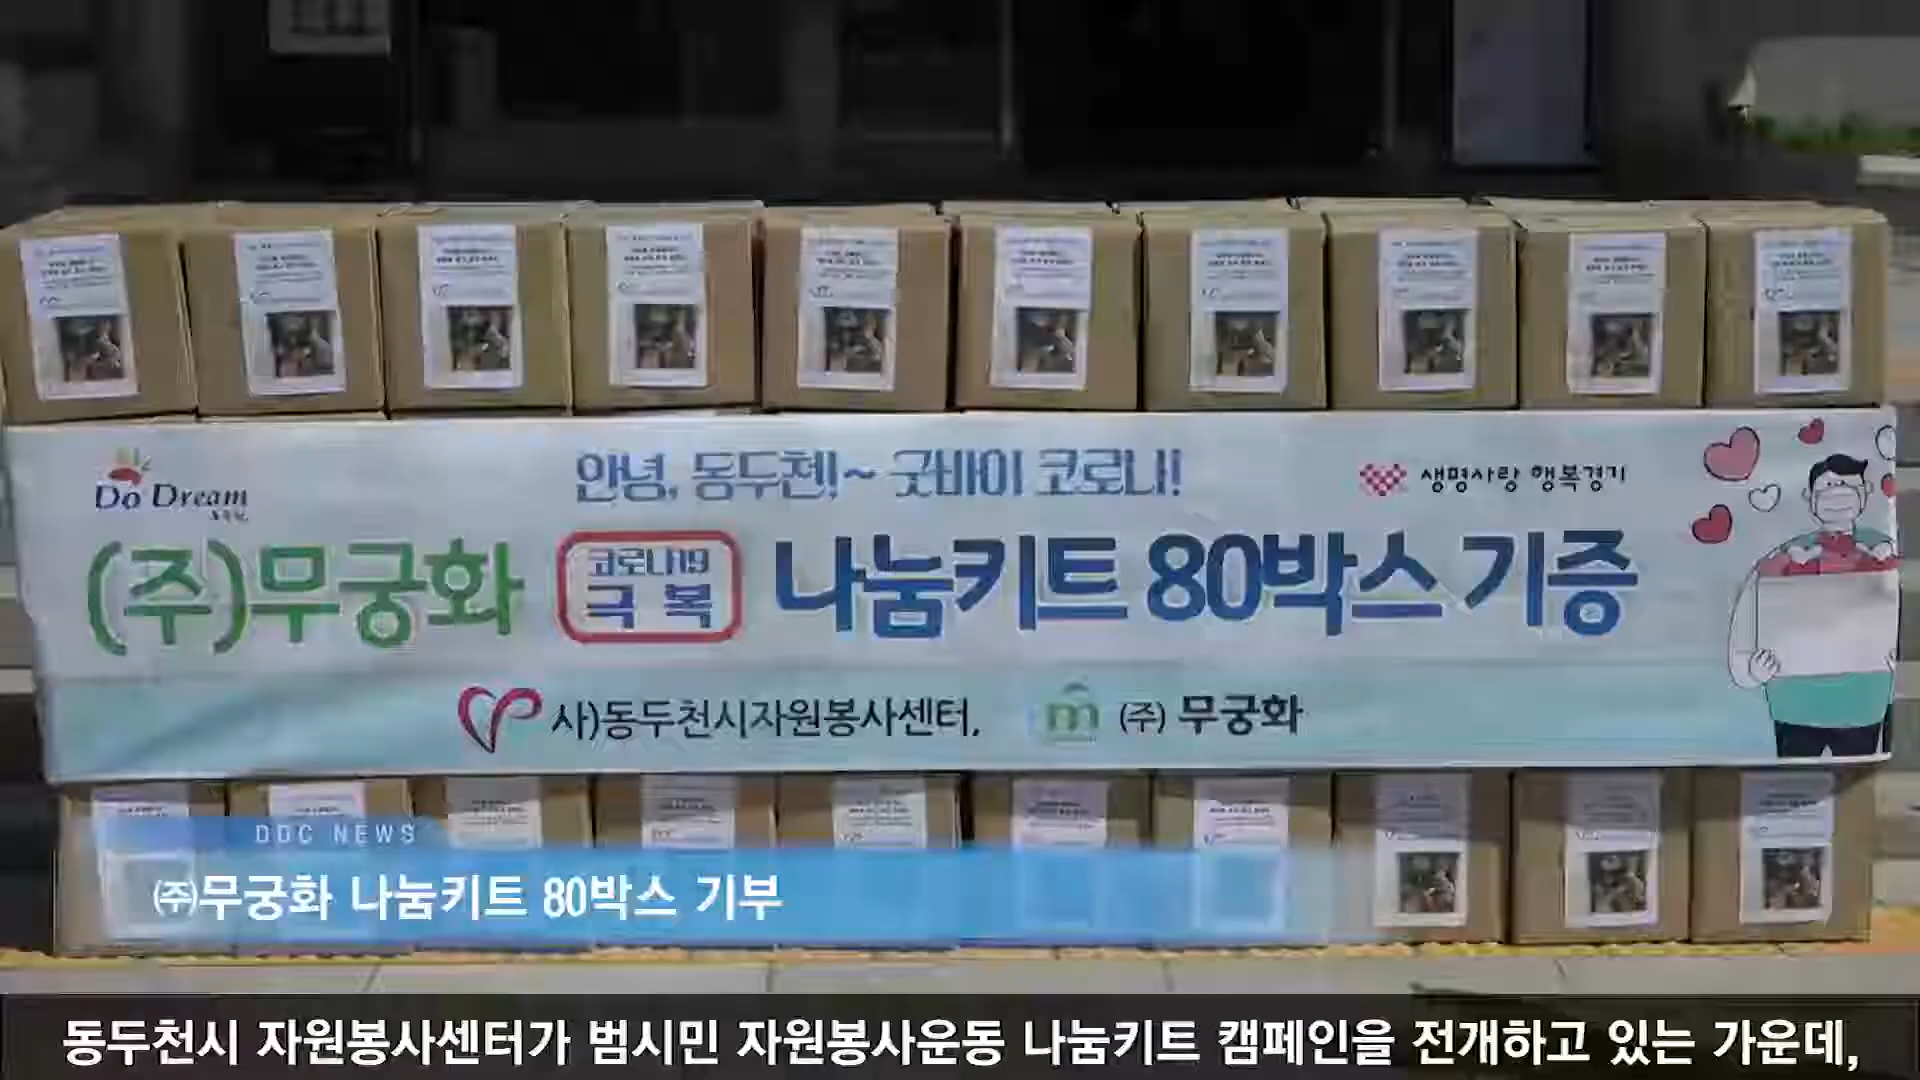 안녕, 동두천!~ 굿바이 코로나!
Do Dream
생명사랑 행복경기
(주)무궁화
코로나19
극 복
나눔키트 80박스 기증
사)동두천시자원봉사센터,
(주) 무궁화
DDC NEWS
㈜무궁화 나눔키트 80박스 기부
동두천시 자원봉사센터가 범시민 자원봉사운동 나눔키트 캠페인을 전개하고 있는 가운데,